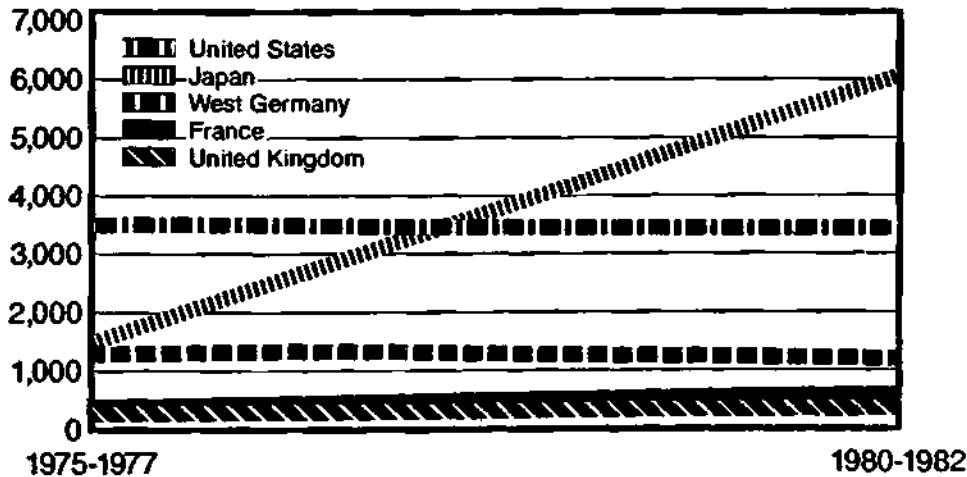 7,000
6,000
5,000
4,000
3,000
2,000
1,000
0
United States
Japan
West Germany
France
United Kingdom
1975-1977 1980-1982